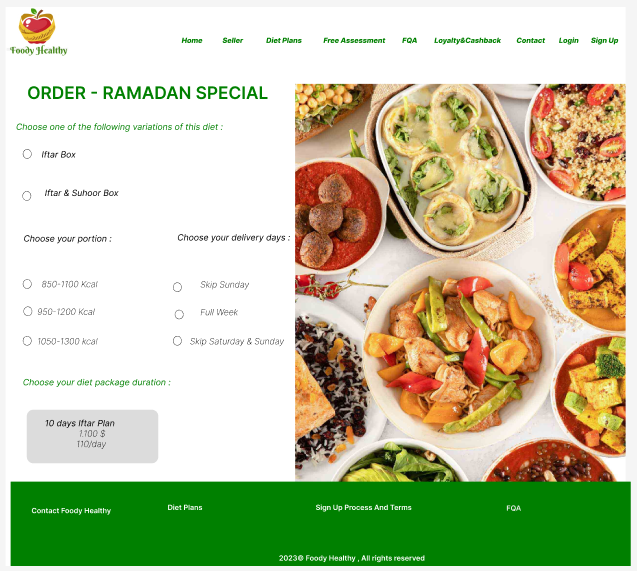 Foody Healthy
Home Seller Diet Plans Free Assessment FQA Loyalty&Cashback Contact Login Sign Up
ORDER - RAMADAN SPECIAL
Choose one of the following variations of this diet :
Iftar Box
Iftar & Suhoor Box
Choose your portion :
Choose your delivery days :
850-1100 Kcal
Skip Sunday
950-1200 Kcal
Full Week
1050-1300 kcal
Skip Saturday & Sunday
Choose your diet package duration :
10 days Iftar Plan
1.100 $
110/day
Contact Foody Healthy
Diet Plans
Sign Up Process And Terms
FQA
2023© Foody Healthy , All rights reserved